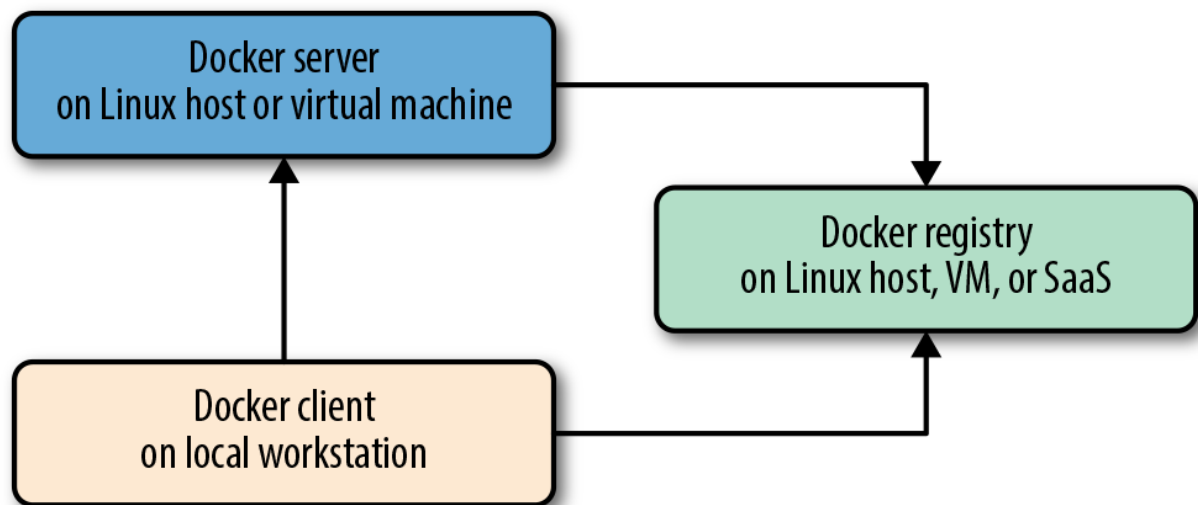 Docker server
on Linux host or virtual machine
Docker registry
on Linux host, VM, or SaaS
Docker client
on local workstation